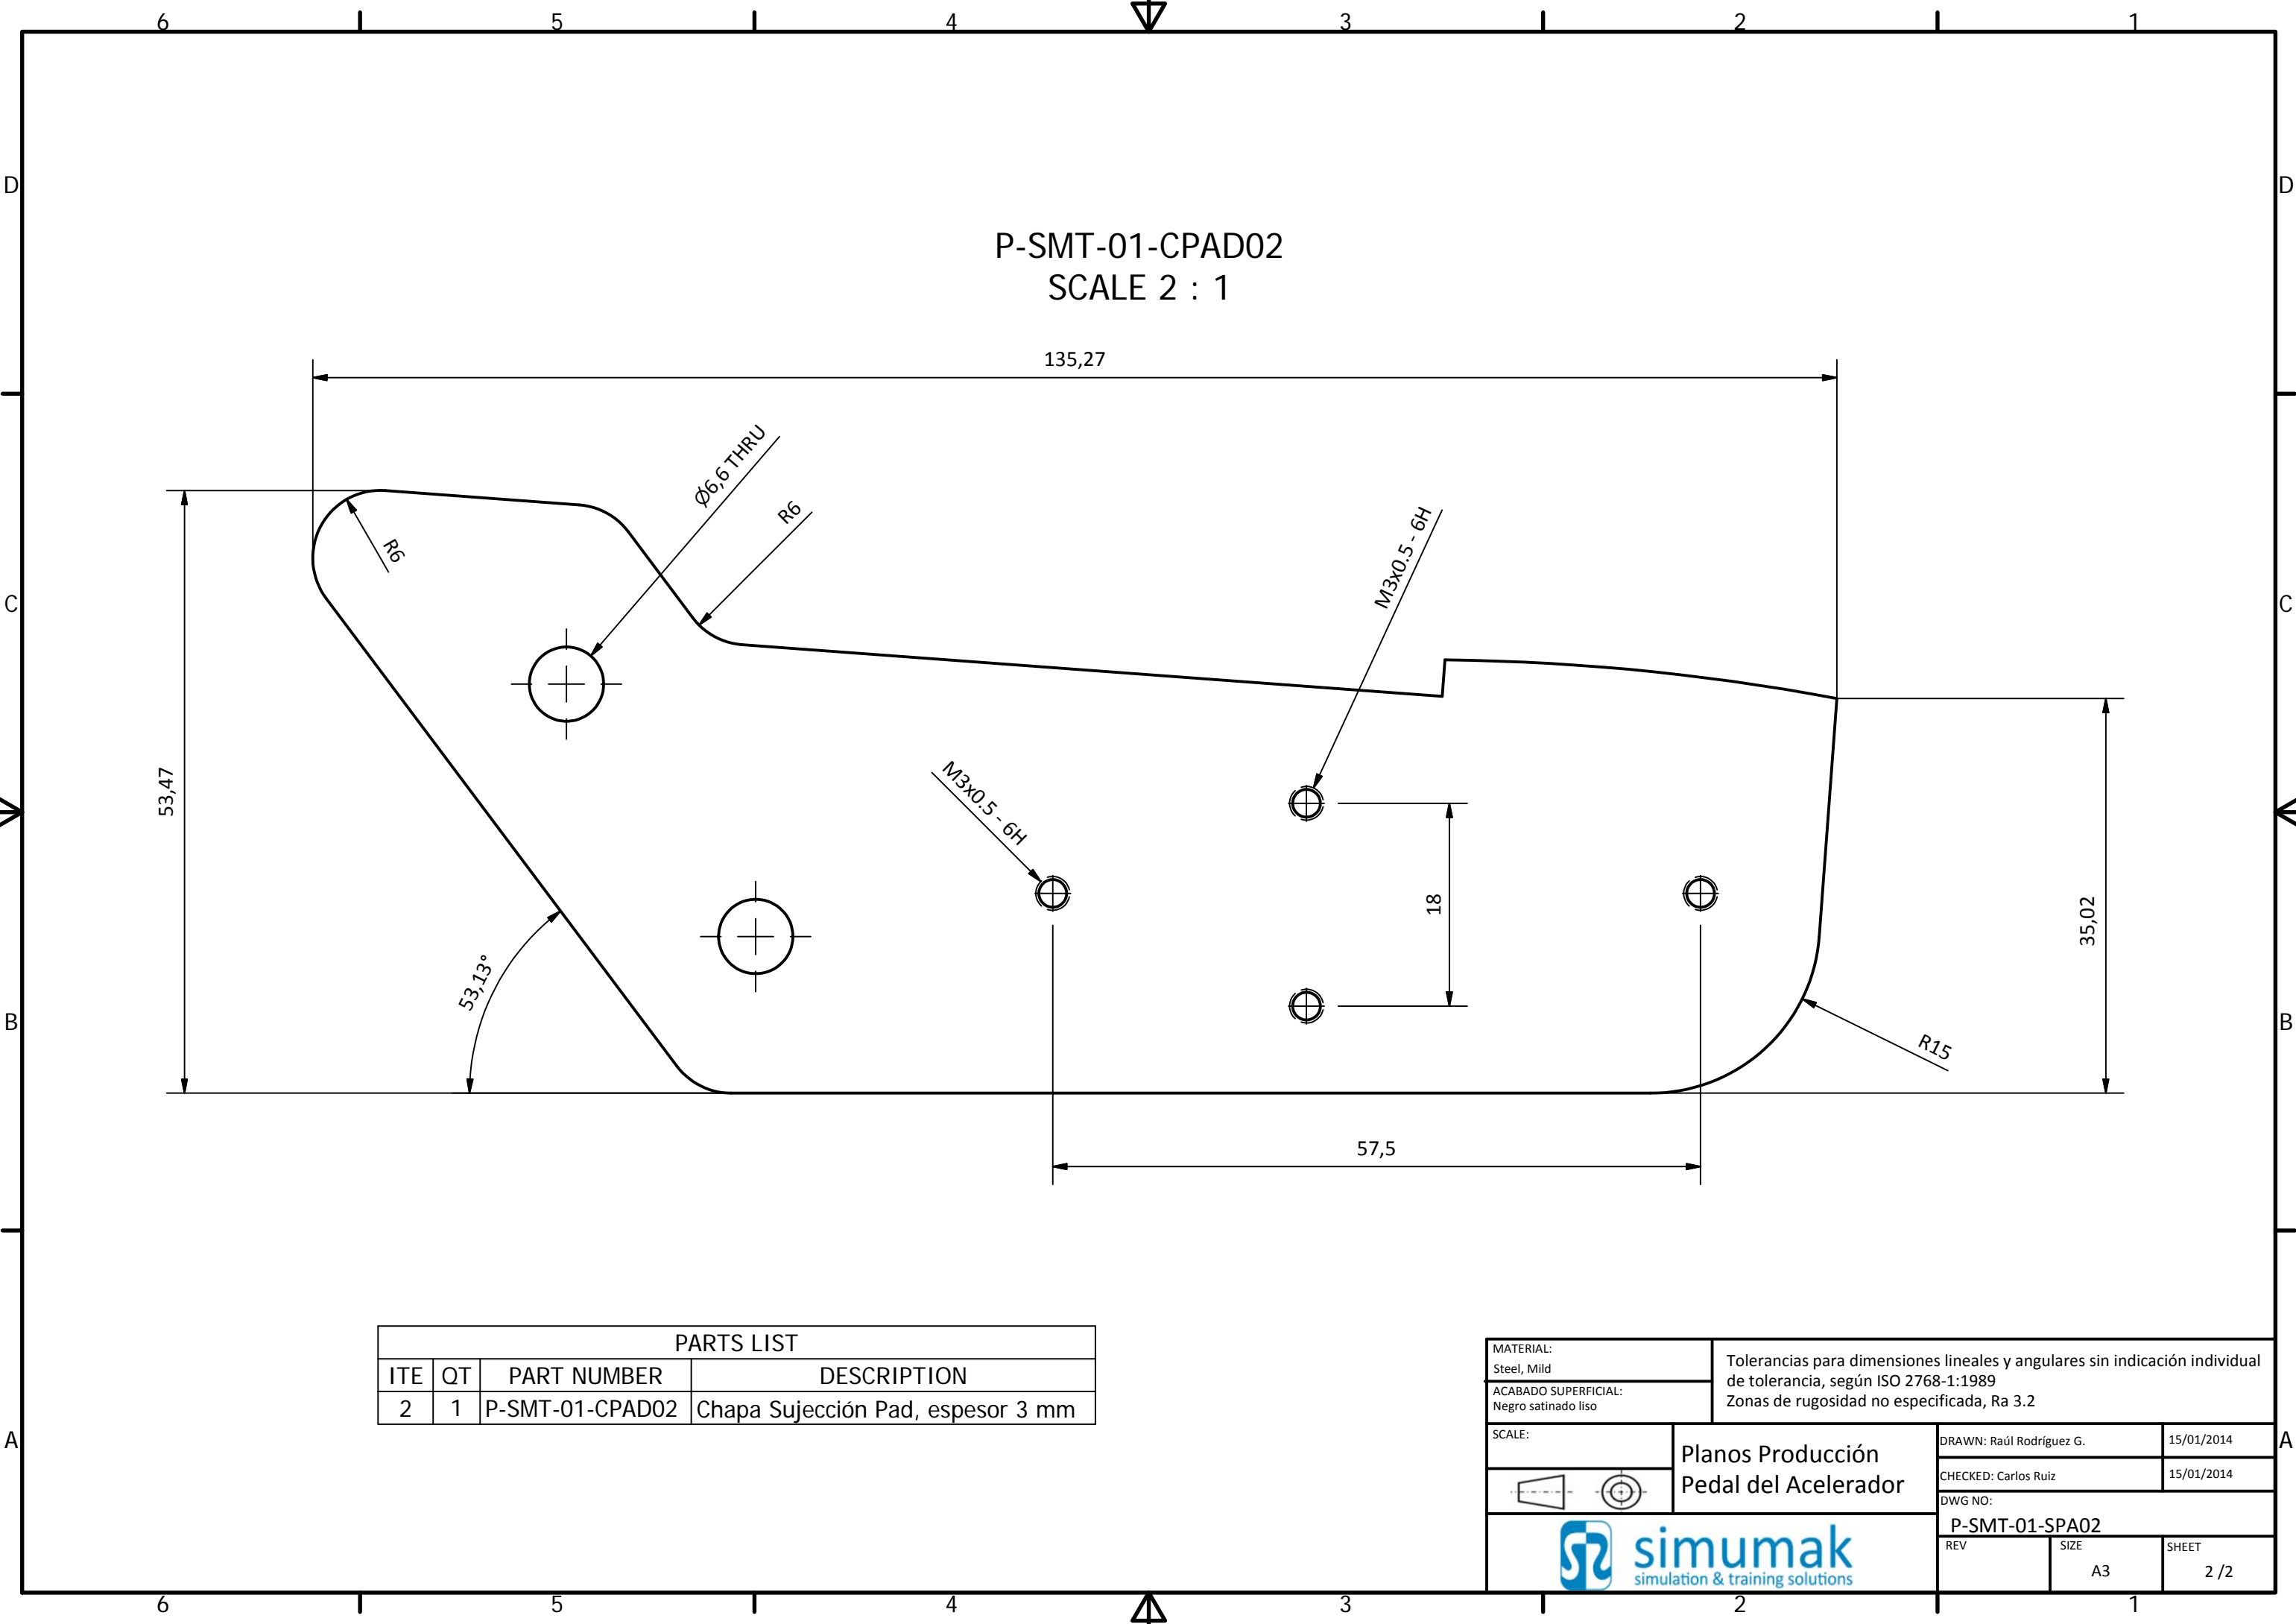 6 5 4 3 2 1
D D
P-SMT-01-CPAD02
SCALE 2 : 1
135,27
Ø6,6 THRU
R6
R6
M3x0.5 - 6H
C C
53,47
M3x0.5 - 6H
18
35,02
53,13°
B B
R15
57,5
PARTS LIST
ITE QT PART NUMBER DESCRIPTION
2 1 P-SMT-01-CPAD02 Chapa Sujección Pad, espesor 3 mm
A A
MATERIAL:
Steel, Mild
ACABADO SUPERFICIAL:
Negro satinado liso
Tolerancias para dimensiones lineales y angulares sin indicación individual
de tolerancia, según ISO 2768-1:1989
Zonas de rugosidad no especificada, Ra 3.2
SCALE:
Planos Producción
Pedal del Acelerador
DRAWN: Raúl Rodríguez G. 15/01/2014
CHECKED: Carlos Ruiz 15/01/2014
DWG NO:
P-SMT-01-SPA02
REV SIZE SHEET
A3 2 /2
simumak
simulation & training solutions
6 5 4 3 2 1